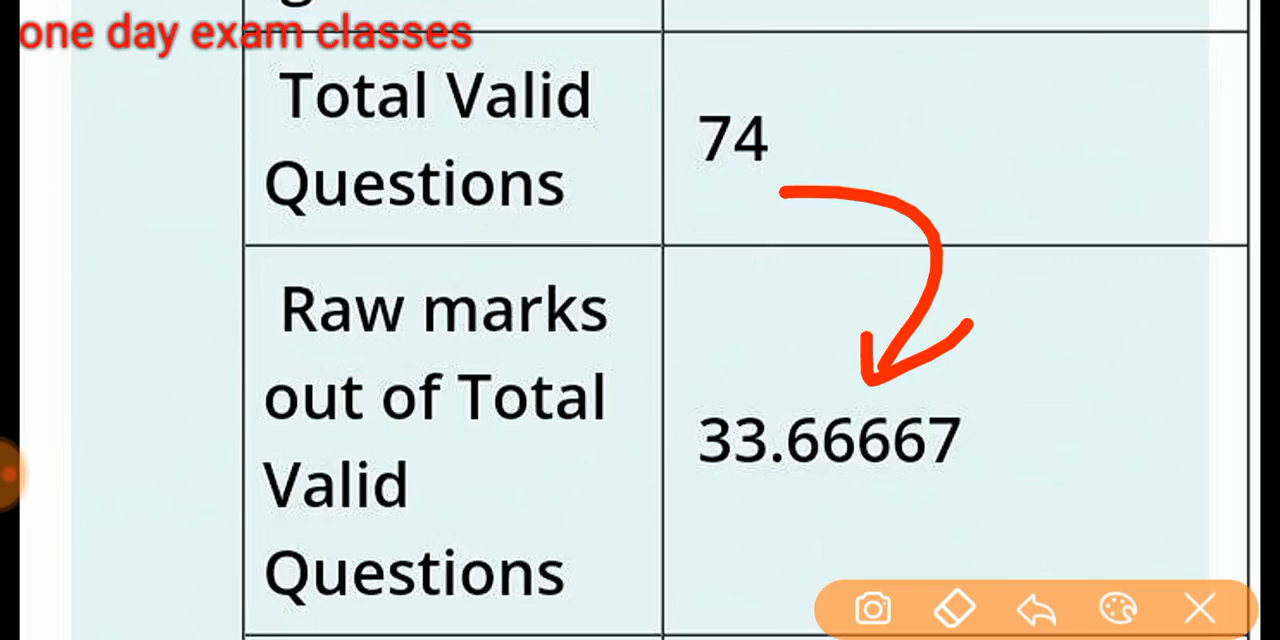 one day exam classes
Total Valid
Questions
74
Raw marks
out of Total
Valid
Questions
33.66667